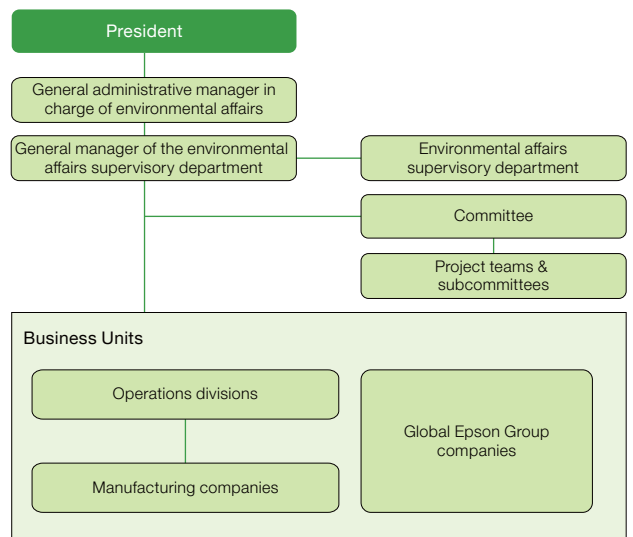 President
General administrative manager in
charge of environmental affairs
General manager of the environmental
affairs supervisory department
Environmental affairs
supervisory department
Committee
Project teams &
subcommittees
Business Units
Operations divisions
Manufacturing companies
Global Epson Group
companies